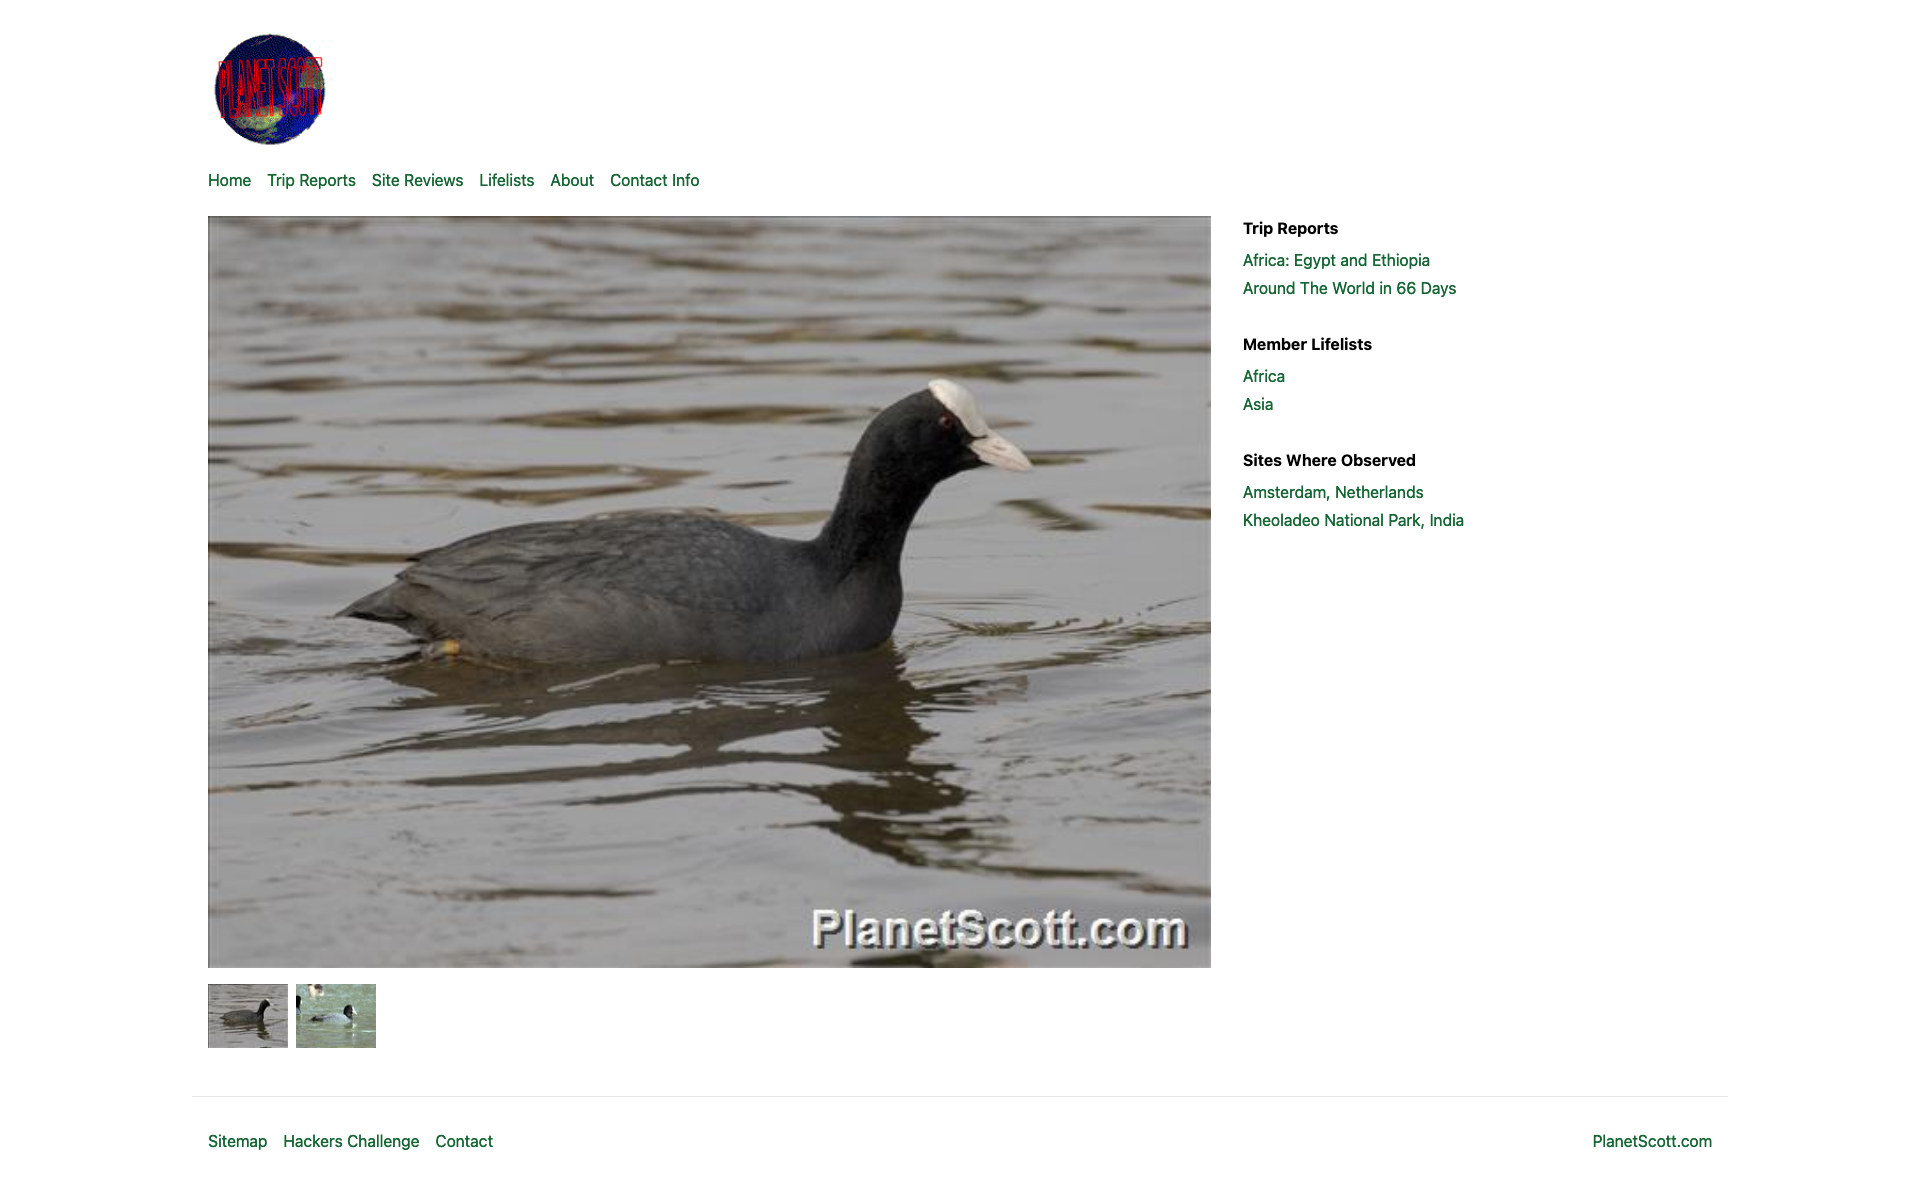 PLANET SCOTT
Home Trip Reports Site Reviews Lifelists About Contact Info
Trip Reports
Africa: Egypt and Ethiopia
Around The World in 66 Days
Member Lifelists
Africa
Asia
Sites Where Observed
Amsterdam, Netherlands
Kheoladeo National Park, India
PlanetScott.com
Sitemap Hackers Challenge Contact
PlanetScott.com